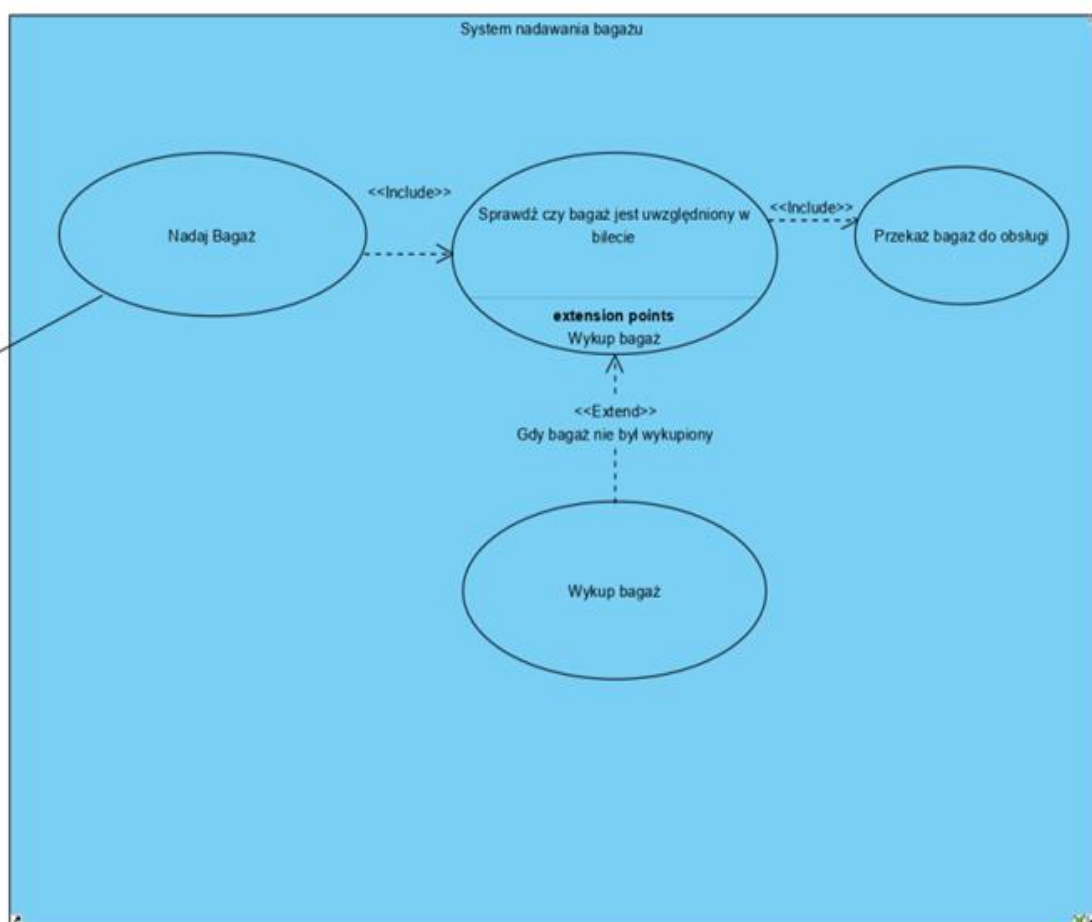 System nadawania bagażu
<<Include>>
Nadaj Bagaż
Sprawdź czy bagaż jest uwzględniony w
bilecie
<<Include>>
Przekaż bagaż do obsługi
extension points
Wykup bagaż
<<Extend>>
Gdy bagaż nie był wykupiony
Wykup bagaż